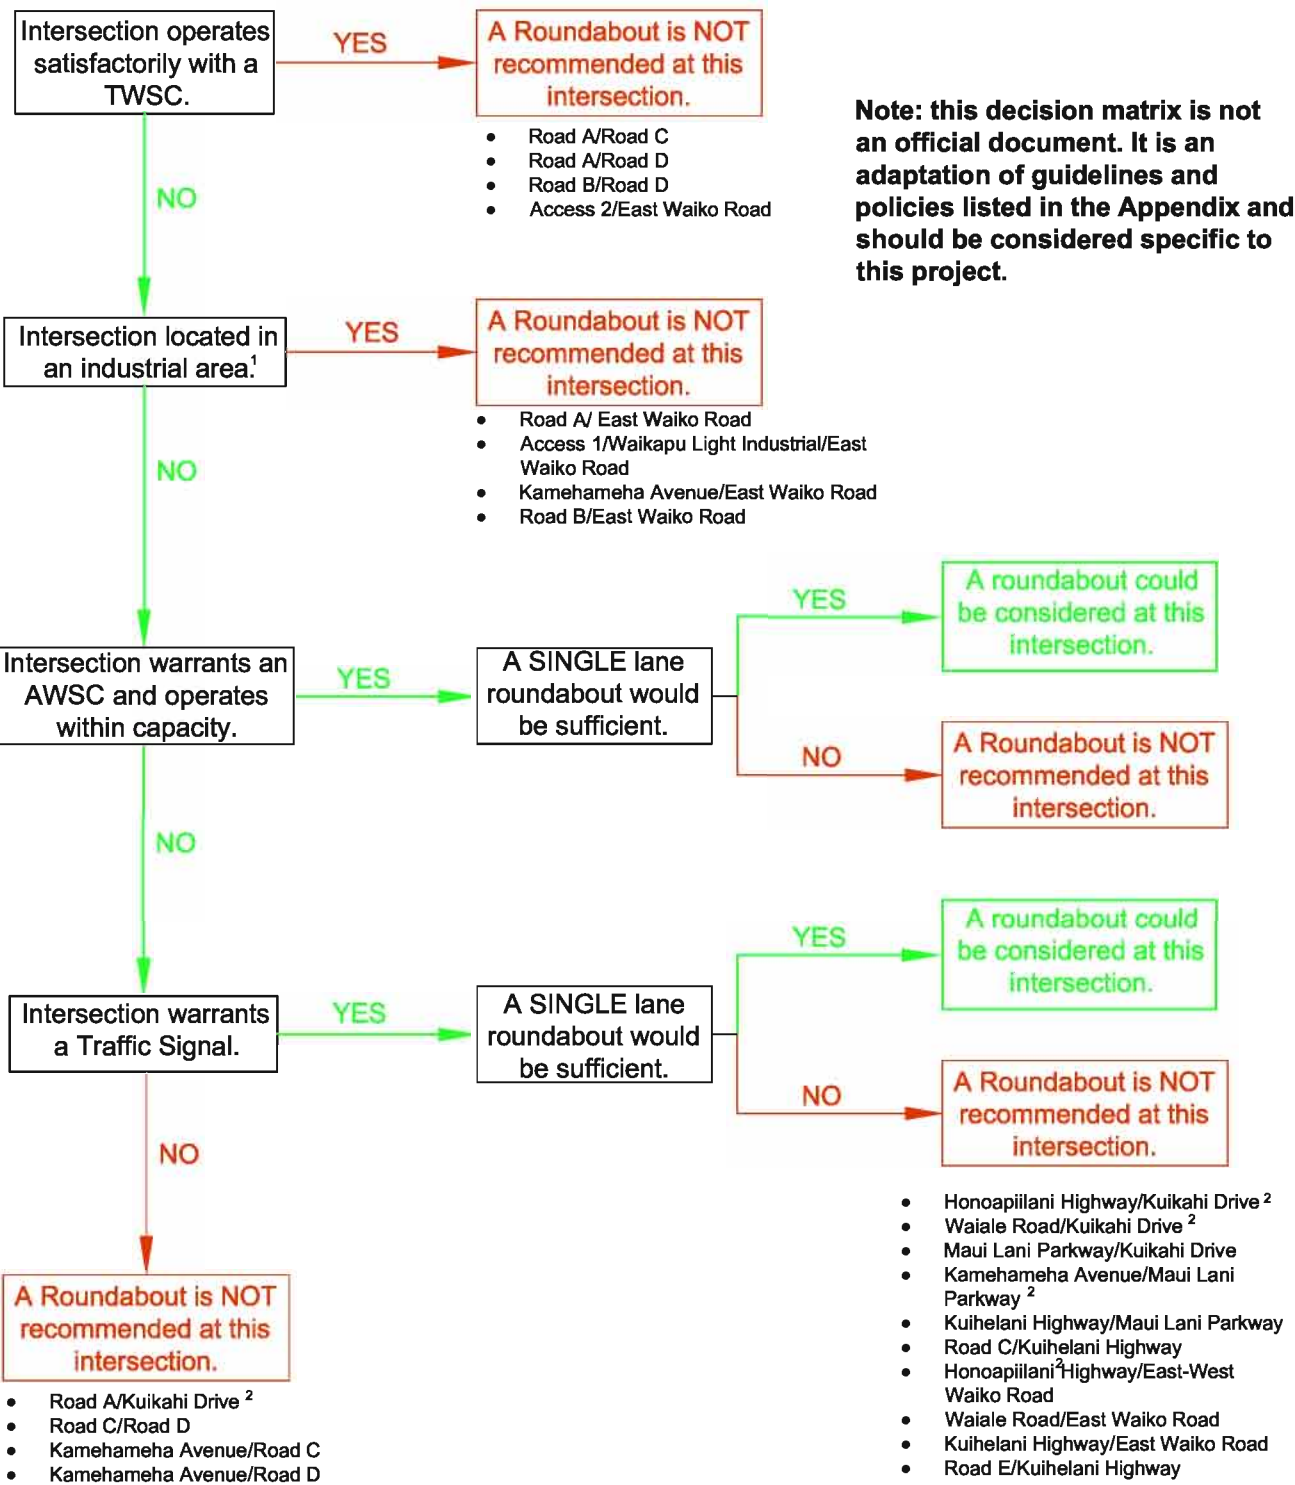 Intersection operates
satisfactorily with a
TWSC.
YES
A Roundabout is NOT
recommended at this
intersection.
• Road A/Road C
• Road A/Road D
• Road B/Road D
• Access 2/East Waiko Road
Note: this decision matrix is not
an official document. It is an
adaptation of guidelines and
policies listed in the Appendix and
should be considered specific to
this project.
NO
Intersection located in
an industrial area.1
YES
A Roundabout is NOT
recommended at this
intersection.
• Road A/ East Waiko Road
• Access 1/Waikapu Light Industrial/East
Waiko Road
• Kamehameha Avenue/East Waiko Road
• Road B/East Waiko Road
NO
Intersection warrants an
AWSC and operates
within capacity.
YES
A SINGLE lane
roundabout would
be sufficient.
YES
A roundabout could
be considered at this
intersection.
NO
A Roundabout is NOT
recommended at this
intersection.
NO
Intersection warrants
a Traffic Signal.
YES
A SINGLE lane
roundabout would
be sufficient.
YES
A roundabout could
be considered at this
intersection.
NO
A Roundabout is NOT
recommended at this
intersection.
• Honoapiilani Highway/Kuikahi Drive 2
• Waiale Road/Kuikahi Drive 2
• Maui Lani Parkway/Kuikahi Drive
• Kamehameha Avenue/Maui Lani
Parkway 2
• Kuihelani Highway/Maui Lani Parkway
• Road C/Kuihelani Highway
• Honoapiilani2Highway/East-West
Waiko Road
• Waiale Road/East Waiko Road
• Kuihelani Highway/East Waiko Road
• Road E/Kuihelani Highway
NO
A Roundabout is NOT
recommended at this
intersection.
• Road A/Kuikahi Drive 2
• Road C/Road D
• Kamehameha Avenue/Road C
• Kamehameha Avenue/Road D